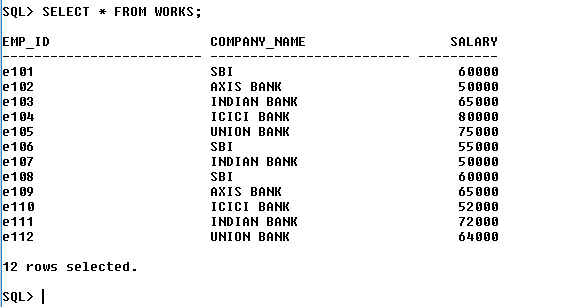 SQL> SELECT * FROM WORKS;
EMP_ID COMPANY_NAME SALARY
------------------------- ------------------------- ----------
e101 SBI 60000
e102 AXIS BANK 50000
e103 INDIAN BANK 65000
e104 ICICI BANK 80000
e105 UNION BANK 75000
e106 SBI 55000
e107 INDIAN BANK 50000
e108 SBI 60000
e109 AXIS BANK 65000
e110 ICICI BANK 52000
e111 INDIAN BANK 72000
e112 UNION BANK 64000
12 rows selected.
SQL>